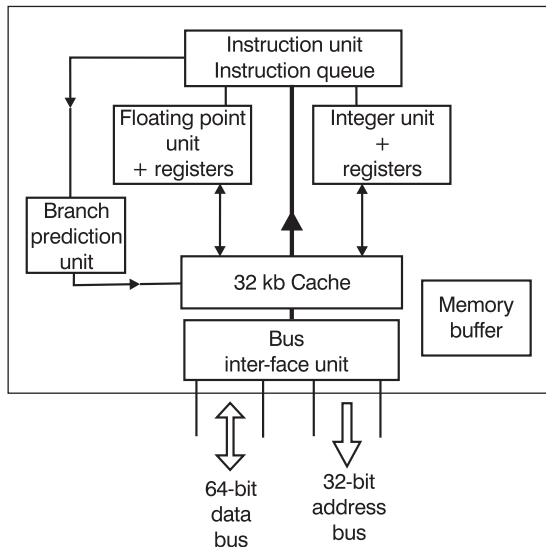 Instruction unit
Instruction queue
Floating point
unit
+ registers
Integer unit
+
registers
Branch
prediction
unit
32 kb Cache
Memory
buffer
Bus
inter-face unit
64-bit
data
bus
32-bit
address
bus